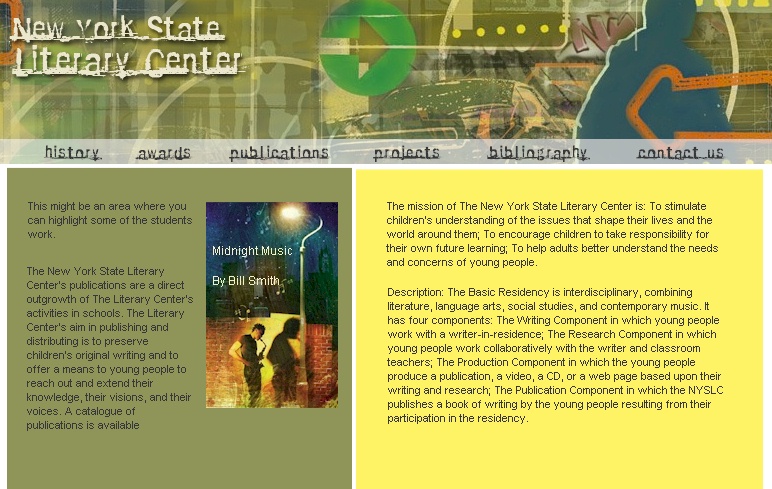 New York State
Literary Center
history awards publications projects bibliography contact us
This might be an area where you
can highlight some of the students
work.
The New York State Literary
Center's publications are a direct
outgrowth of The Literary Center's
activities in schools. The Literary
Center's aim in publishing and
distributing is to preserve
children's original writing and to
offer a means to young people to
reach out and extend their
knowledge, their visions, and their
voices. A catalogue of
publications is available
Midnight Music
By Bill Smith
The mission of The New York State Literary Center is: To stimulate
children's understanding of the issues that shape their lives and the
world around them; To encourage children to take responsibility for
their own future learning; To help adults better understand the needs
and concerns of young people.
Description: The Basic Residency is interdisciplinary, combining
literature, language arts, social studies, and contemporary music. It
has four components: The Writing Component in which young people
work with a writer-in-residence; The Research Component in which
young people work collaboratively with the writer and classroom
teachers; The Production Component in which the young people
produce a publication, a video, a CD, or a web page based upon their
writing and research; The Publication Component in which the NYSLC
publishes a book of writing by the young people resulting from their
participation in the residency.